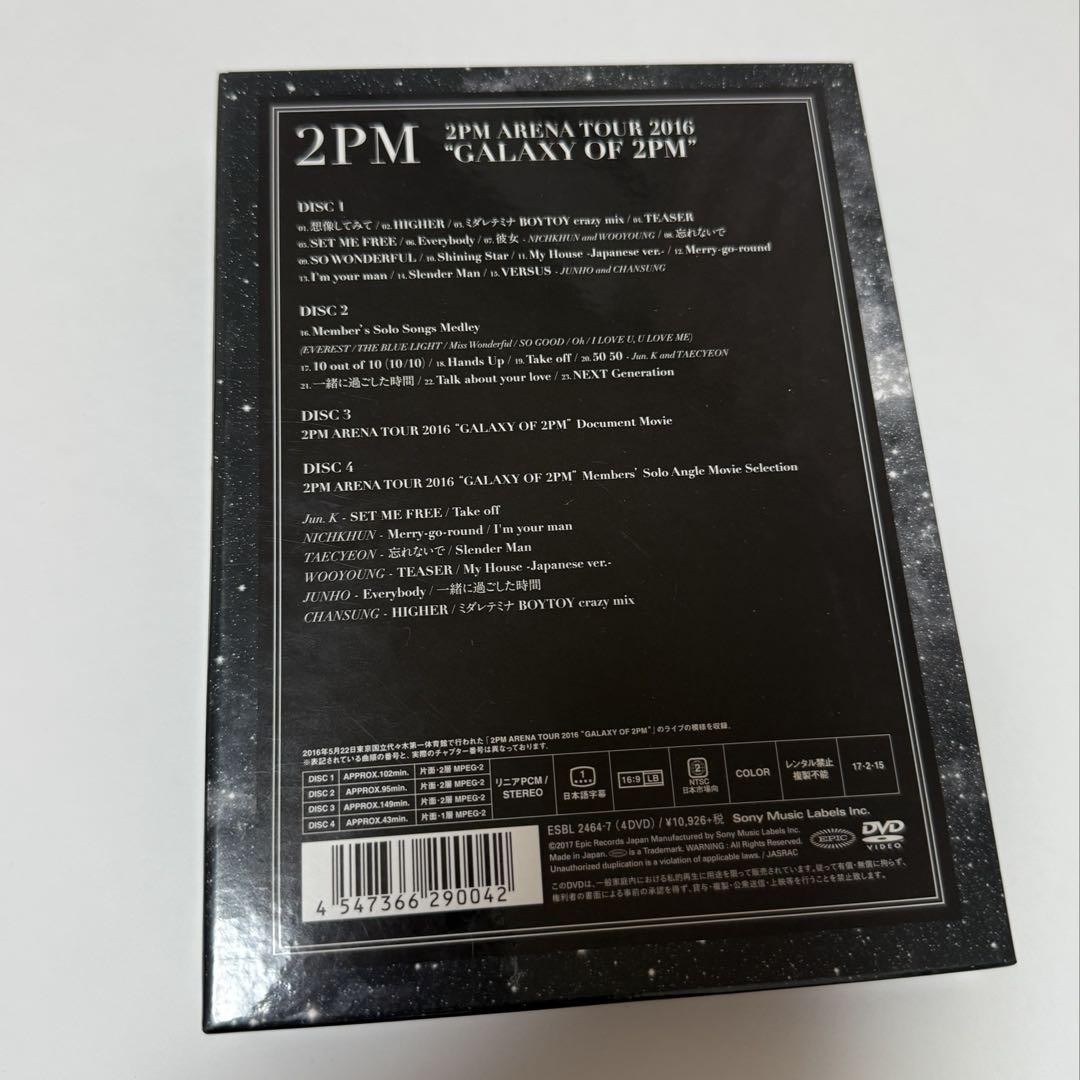 2PM
2PM ARENA TOUR 2016
"GALAXY OF 2PM"
DISC 1
01. 想像してみて / 02. HIGHER / 03. ミダレテミナ BOYTOY crazy mix / 04. TEASER
05. SET ME FREE / 06. Everybody / 07. 彼女 - NICHKHUN and WOOYOUNG / 08. 忘れないで
09. SO WONDERFUL / 10. Shining Star / 11. My House -Japanese ver.- / 12. Merry-go-round
13. I'm your man / 14. Slender Man / 15. VERSUS - JUNHO and CHANSUNG
DISC 2
16. Member's Solo Songs Medley
(EVEREST / THE BLUE LIGHT / Miss Wonderful / SO GOOD / Oh / I LOVE U, U LOVE ME)
17. 10 out of 10 (10/10) / 18. Hands Up / 19. Take off / 20. 50 50 - Jun. K and TAECYEON
21. 一緒に過ごした時間 / 22. Talk about your love / 23. NEXT Generation
DISC 3
2PM ARENA TOUR 2016 "GALAXY OF 2PM" Document Movie
DISC 4
2PM ARENA TOUR 2016 "GALAXY OF 2PM" Members' Solo Angle Movie Selection
Jun. K - SET ME FREE / Take off
NICHKHUN - Merry-go-round / I'm your man
TAECYEON - 忘れないで / Slender Man
WOOYOUNG - TEASER / My House -Japanese ver.-
JUNHO - Everybody / 一緒に過ごした時間
CHANSUNG - HIGHER / ミダレテミナ BOYTOY crazy mix
2016年5月22日東京国立代々木第一体育館で行われた「2PM ARENA TOUR 2016 "GALAXY OF 2PM"」のライブの模様を収録。
※表記されている曲順の番号と、実際のチャプター番号は異なっております。
DISC 1 APPROX.102min. 片面・2層 MPEG-2
DISC 2 APPROX.95min. 片面・2層 MPEG-2
DISC 3 APPROX.149min. 片面・2層 MPEG-2
DISC 4 APPROX.43min. 片面・1層 MPEG-2
リニアPCM / STEREO
1 日本語字幕
16:9 LB
2 NTSC 日本市場向
COLOR
レンタル禁止 複製不能
17-2-15
ESBL 2464-7 (4DVD) / ¥10,926+税 Sony Music Labels Inc.
©2017 Epic Records Japan Manufactured by Sony Music Labels Inc.
Made in Japan. EPIC is a Trademark. WARNING : All Rights Reserved.
Unauthorized duplication is a violation of applicable laws. / JASRAC
EPIC
DVD VIDEO
このDVDは、一般家庭内における私的再生に用途を限って販売されています。従って有償・無償に拘らず、
権利者の書面による事前の承認を得ず、貸与・複製・公衆送信・上映等を行うことを禁止致します。
4 547366 290042